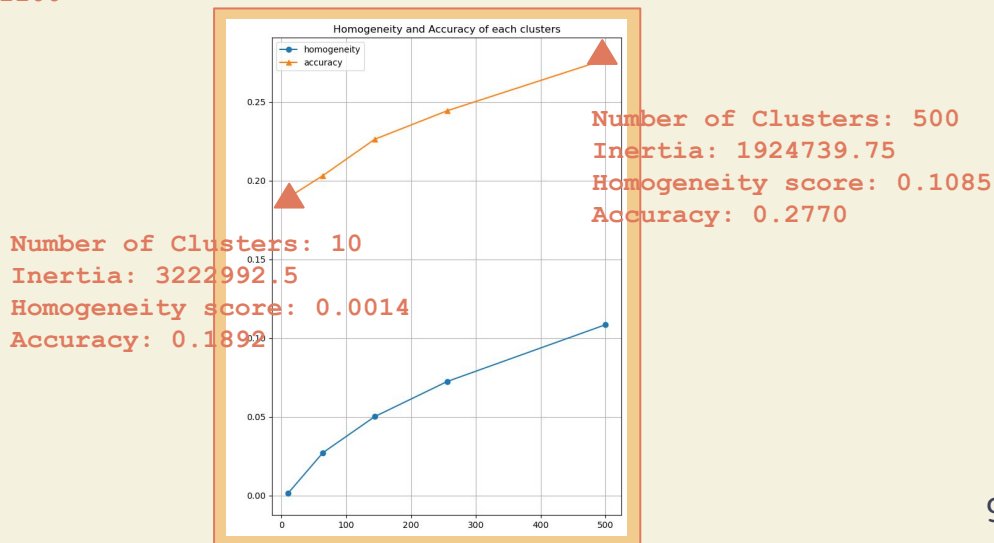 Homogeneity and Accuracy of each clusters
homogeneity
accuracy
0.25
0.20
0.15
0.10
0.05
0.00
0 100 200 300 400 500
Number of Clusters: 500
Inertia: 1924739.75
Homogeneity score: 0.1085
Accuracy: 0.2770
Number of Clusters: 10
Inertia: 3222992.5
Homogeneity score: 0.0014
Accuracy: 0.1892
9